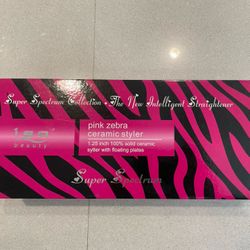 Super Spectrum Collection - The New Intelligent Straightener
iso
beauty
pink zebra
ceramic styler
1.25 inch 100% solid ceramic
styler with floating plates
Super Spectrum